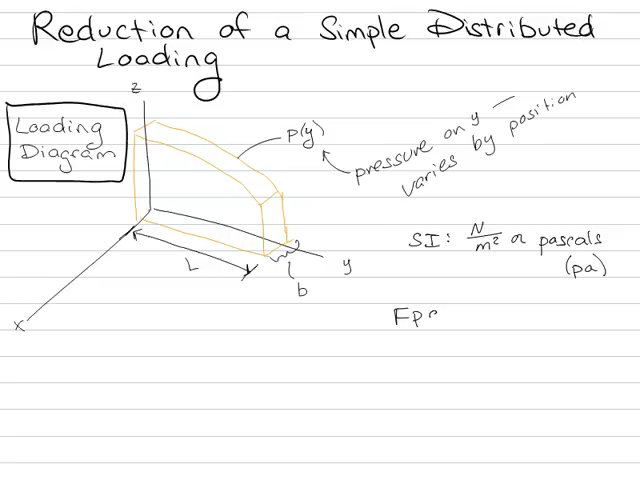 Reduction of a Simple Distributed
Loading
Loading
Diagram
z
P(y)
pressure on y —
varies by position
SI: N/m² or pascals
(pa)
L
b
y
x
Fpr